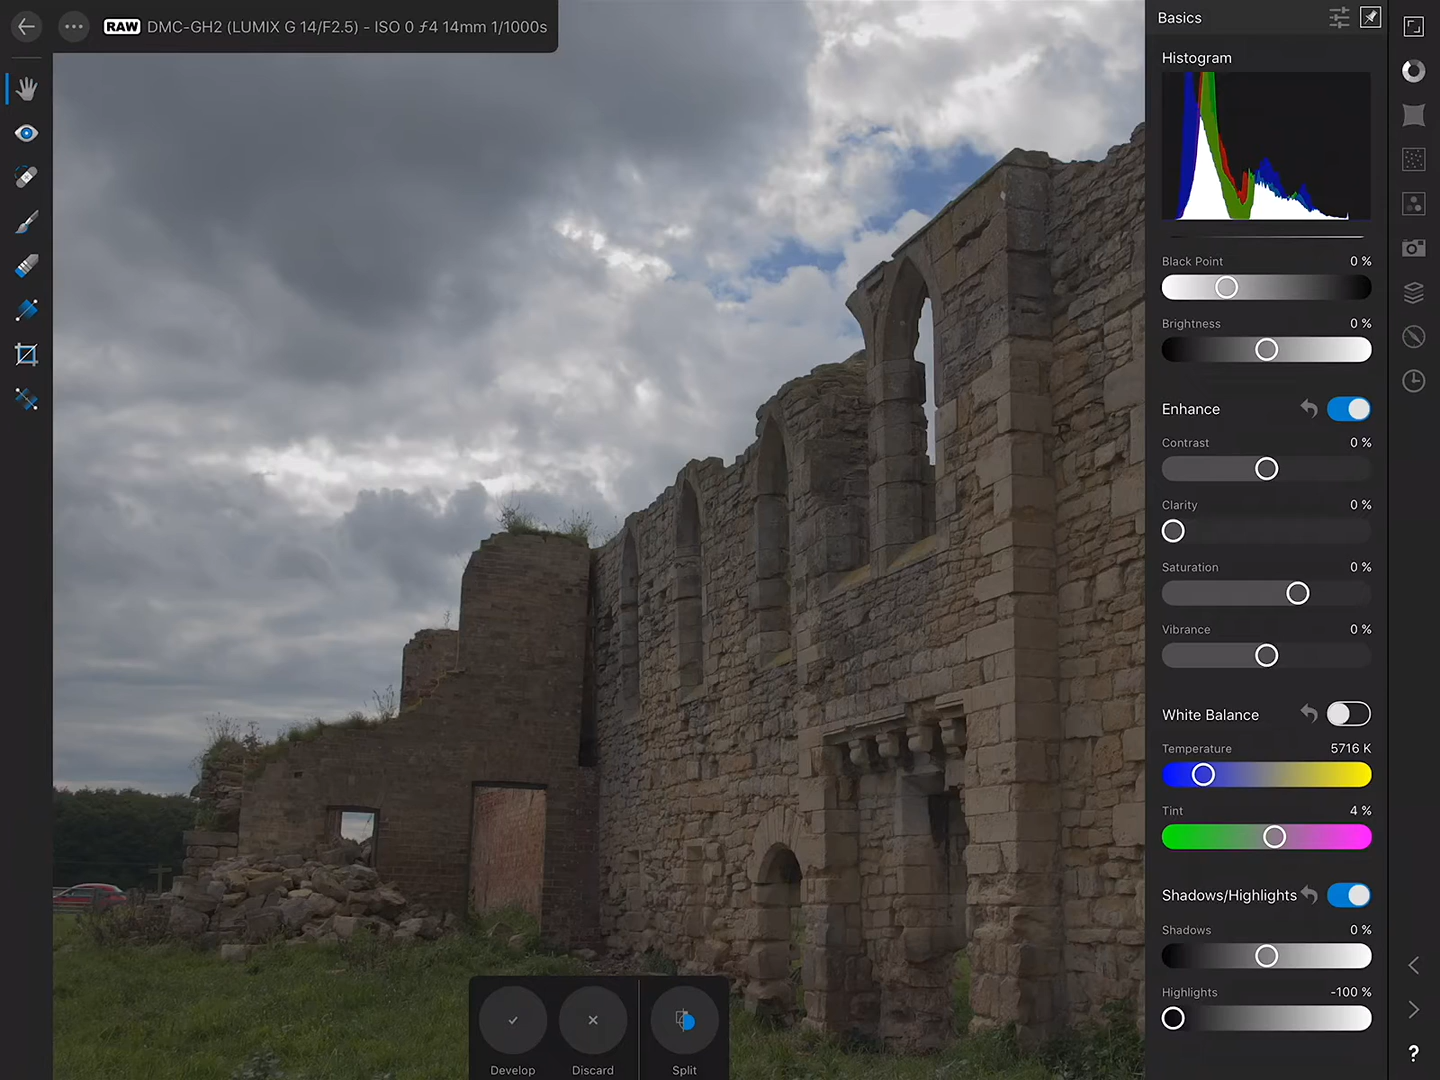 RAW DMC-GH2 (LUMIX G 14/F2.5) - ISO 0 ƒ4 14mm 1/1000s
Basics
Histogram
Black Point 0 %
Brightness 0 %
Enhance
Contrast 0 %
Clarity 0 %
Saturation 0 %
Vibrance 0 %
White Balance
Temperature 5716 K
Tint 4 %
Shadows/Highlights
Shadows 0 %
Highlights -100 %
?
Develop Discard Split